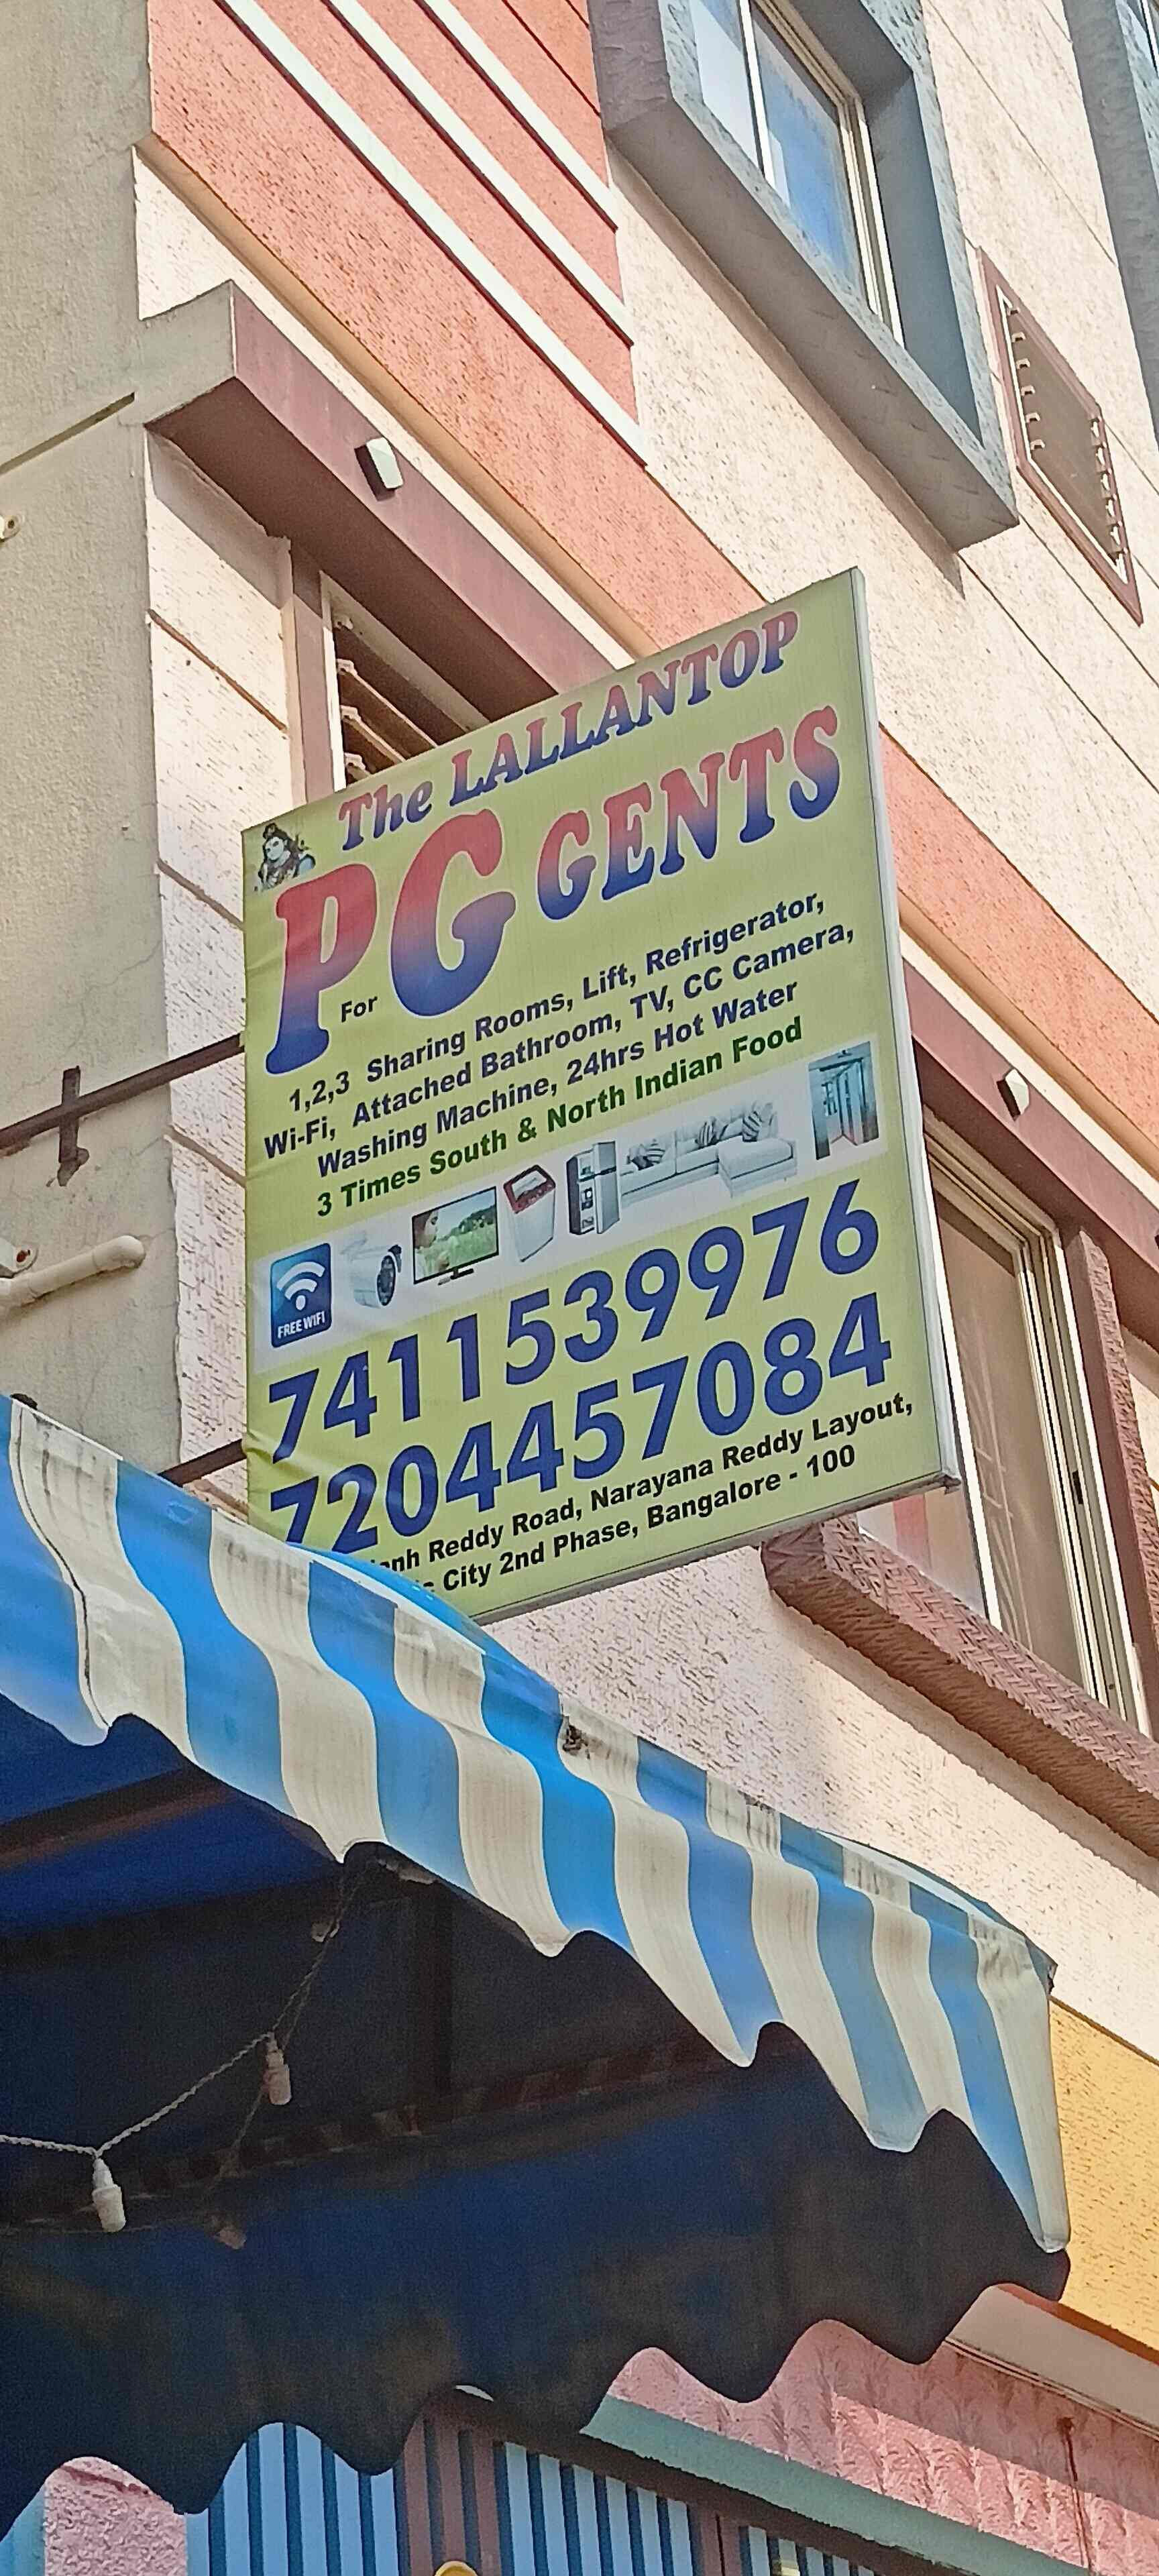 The LALLANTOP
PG For GENTS
1,2,3 Sharing Rooms, Lift, Refrigerator,
Wi-Fi, Attached Bathroom, TV, CC Camera,
Washing Machine, 24hrs Hot Water
3 Times South & North Indian Food
FREE WIFI
7411539976
7204457084
Reddy Road, Narayana Reddy Layout,
City 2nd Phase, Bangalore - 100